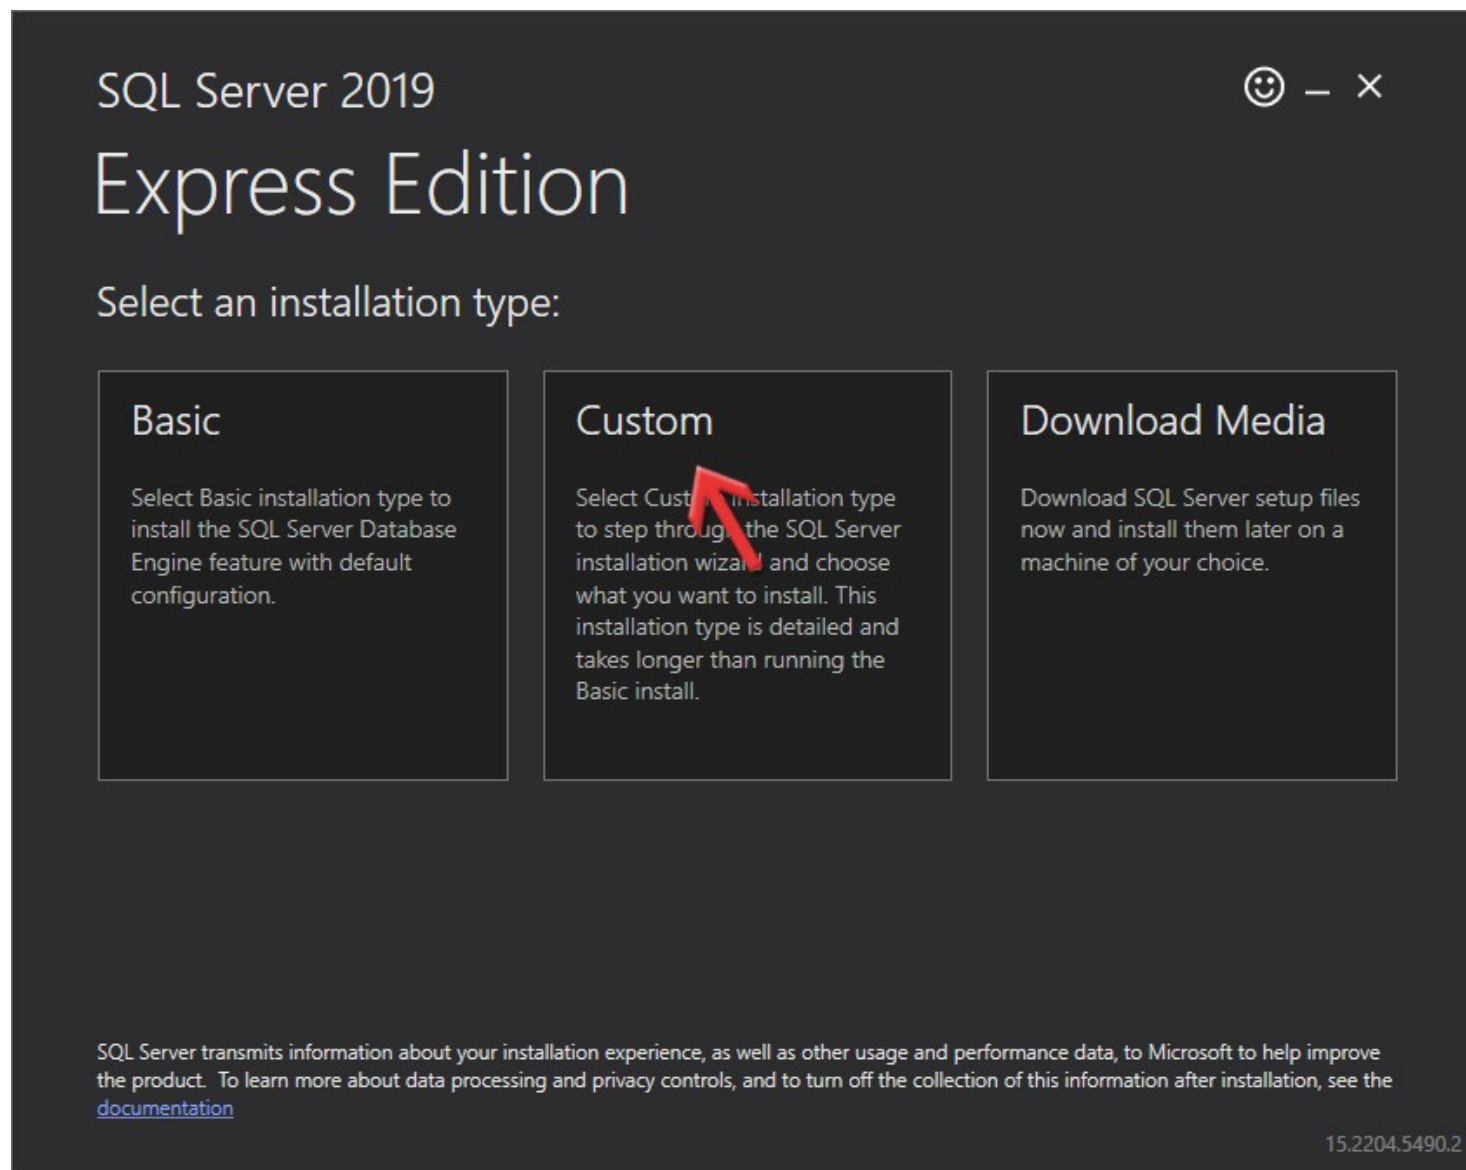 SQL Server 2019
Express Edition
Select an installation type:
Basic
Select Basic installation type to
install the SQL Server Database
Engine feature with default
configuration.
Custom
Select Custom installation type
to step through the SQL Server
installation wizard and choose
what you want to install. This
installation type is detailed and
takes longer than running the
Basic install.
Download Media
Download SQL Server setup files
now and install them later on a
machine of your choice.
SQL Server transmits information about your installation experience, as well as other usage and performance data, to Microsoft to help improve
the product. To learn more about data processing and privacy controls, and to turn off the collection of this information after installation, see the
documentation
15.2204.5490.2